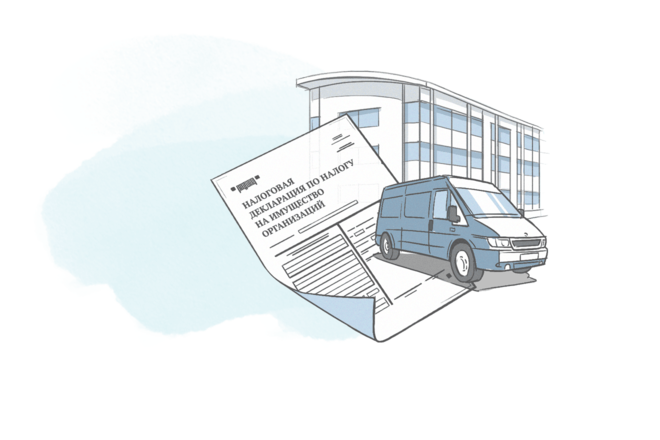 НАЛОГОВАЯ
ДЕКЛАРАЦИЯ ПО НАЛОГУ
НА ИМУЩЕСТВО
ОРГАНИЗАЦИЙ